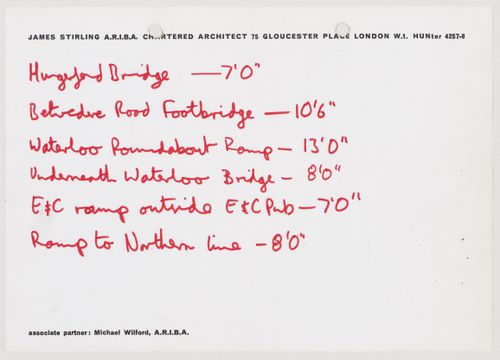 JAMES STIRLING A.R.I.B.A. CHARTERED ARCHITECT 75 GLOUCESTER PLACE LONDON W.1. HUNter 4257-8
Hungerford Bridge — 7'0"
Belvedere Road Footbridge — 10'6"
Waterloo Roundabout Ramp — 13'0"
Underneath Waterloo Bridge - 8'0"
E&C ramp outside E&C Pub — 7'0"
Ramp to Northern line - 8'0"
associate partner: Michael Wilford, A.R.I.B.A.